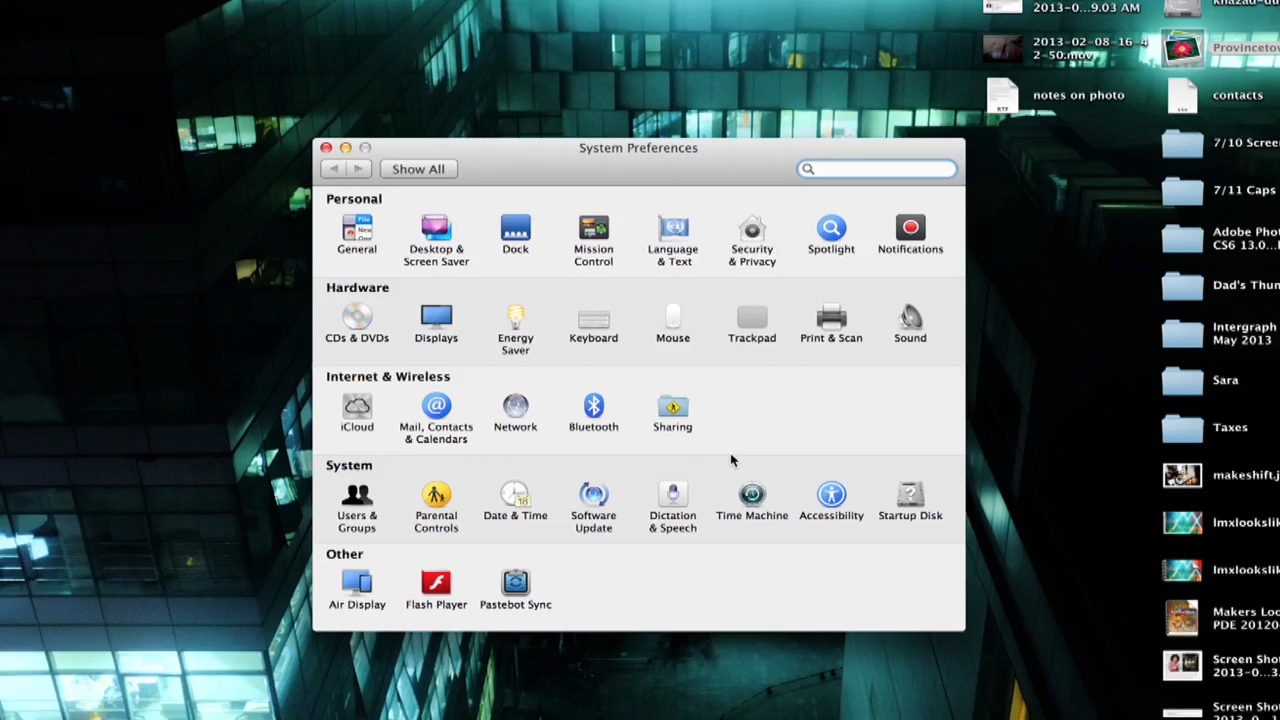 2013-0...9.03 AM
2013-02-08-16-4
2-50.mov
notes on photo
RTF
contacts
CSV
7/10 Scree
7/11 Caps
Adobe Phot
CS6 13.0...
Dad's Thun
Intergraph
May 2013
Sara
Taxes
makeshift.j
lmxlooksli
lmxlooksli
Makers Loo
PDE 20120
Screen Sho
2013-0...3.
Screen Sho
System Preferences
Show All
Personal
General
Desktop &
Screen Saver
Dock
Mission
Control
Language
& Text
Security
& Privacy
Spotlight
Notifications
Hardware
CDs & DVDs
Displays
Energy
Saver
Keyboard
Mouse
Trackpad
Print & Scan
Sound
Internet & Wireless
iCloud
Mail, Contacts
& Calendars
Network
Bluetooth
Sharing
System
Users &
Groups
Parental
Controls
18
Date & Time
Software
Update
Dictation
& Speech
Time Machine
Accessibility
Startup Disk
Other
Air Display
Flash Player
Pastebot Sync